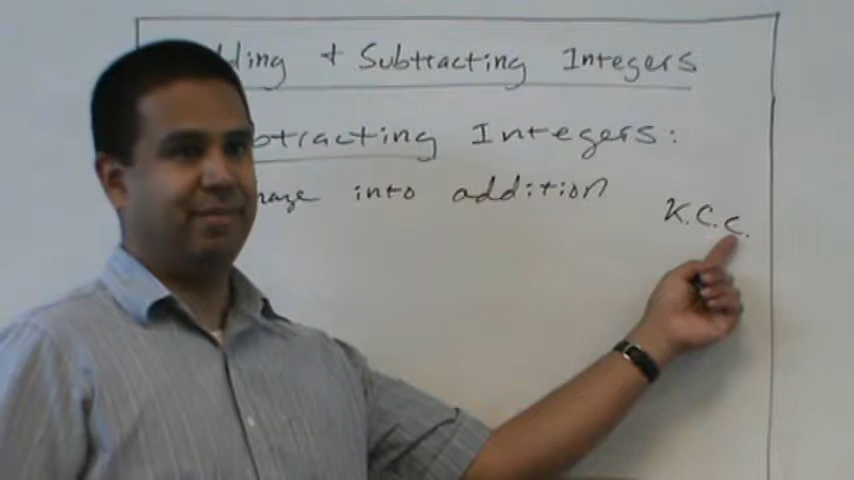 + Subtracting Integers
Integers:
into addition
K.C.C.